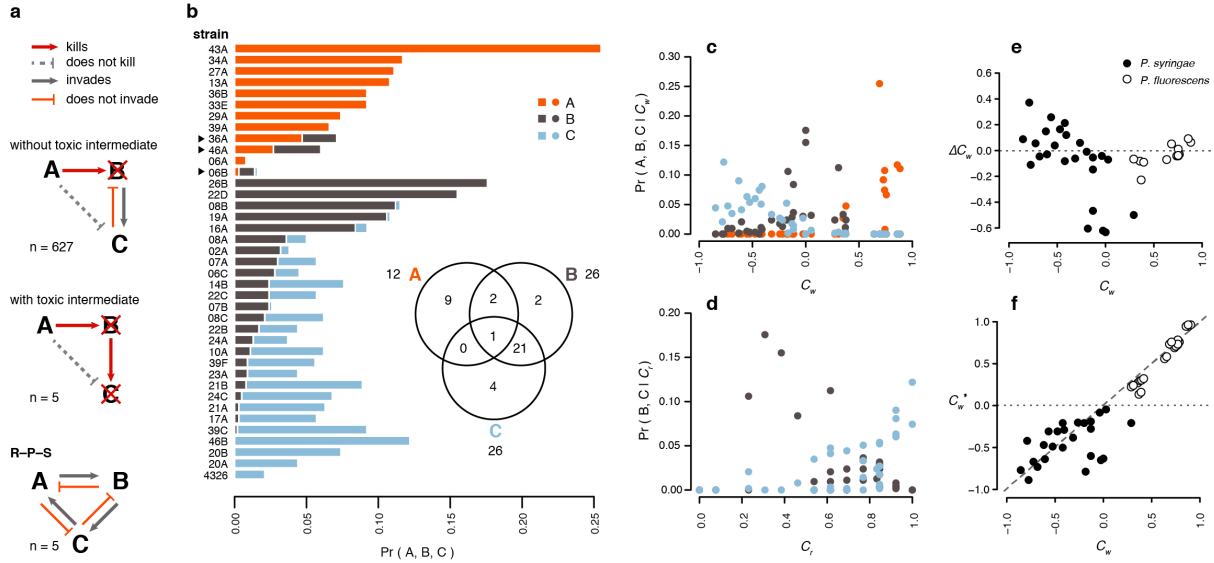 a
kills
does not kill
invades
does not invade
without toxic intermediate
A
B
C
n = 627
with toxic intermediate
A
B
C
n = 5
R–P–S
A
B
C
n = 5
b
strain
43A
34A
27A
13A
36B
33E
29A
39A
36A
46A
06A
06B
26B
22D
08B
19A
16A
08A
02A
07A
06C
14B
22C
07B
08C
22B
24A
10A
39F
23A
21B
24C
21A
17A
39C
46B
20B
20A
4326
0.00
0.05
0.10
0.15
0.20
0.25
Pr ( A, B, C )
A
B
C
12 A
B 26
9
2
2
1
0
21
4
C
26
c
0.30
0.25
0.20
0.15
0.10
0.05
0.00
Pr ( A, B, C | Cw )
−1.0
−0.5
0.0
0.5
1.0
Cw
d
0.20
0.15
0.10
0.05
0.00
Pr ( B, C | Cr )
0.0
0.2
0.4
0.6
0.8
1.0
Cr
e
P. syringae
P. fluorescens
0.6
0.4
0.2
0.0
−0.2
−0.4
−0.6
ΔCw
−1.0
−0.5
0.0
0.5
1.0
Cw
f
1.0
0.5
0.0
−0.5
−1.0
Cw*
−1.0
−0.5
0.0
0.5
1.0
Cw